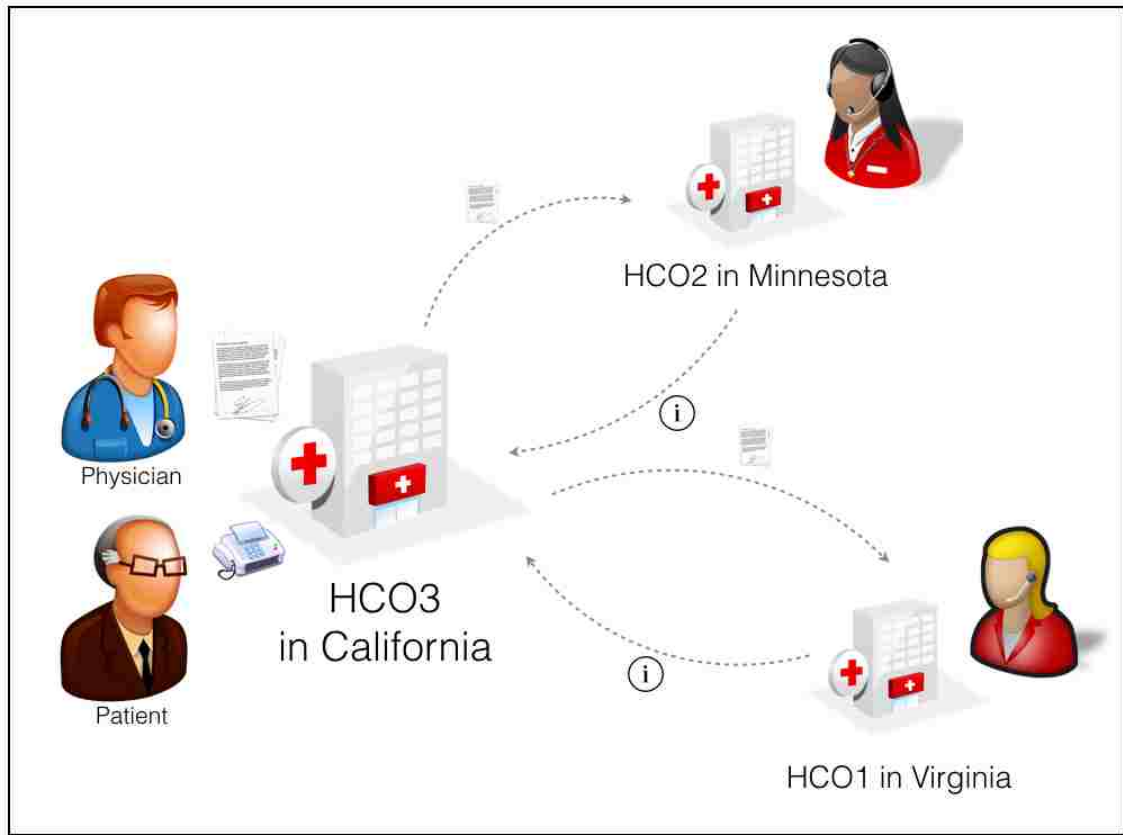 HCO2 in Minnesota
i
Physician
i
HCO3
in California
Patient
HCO1 in Virginia